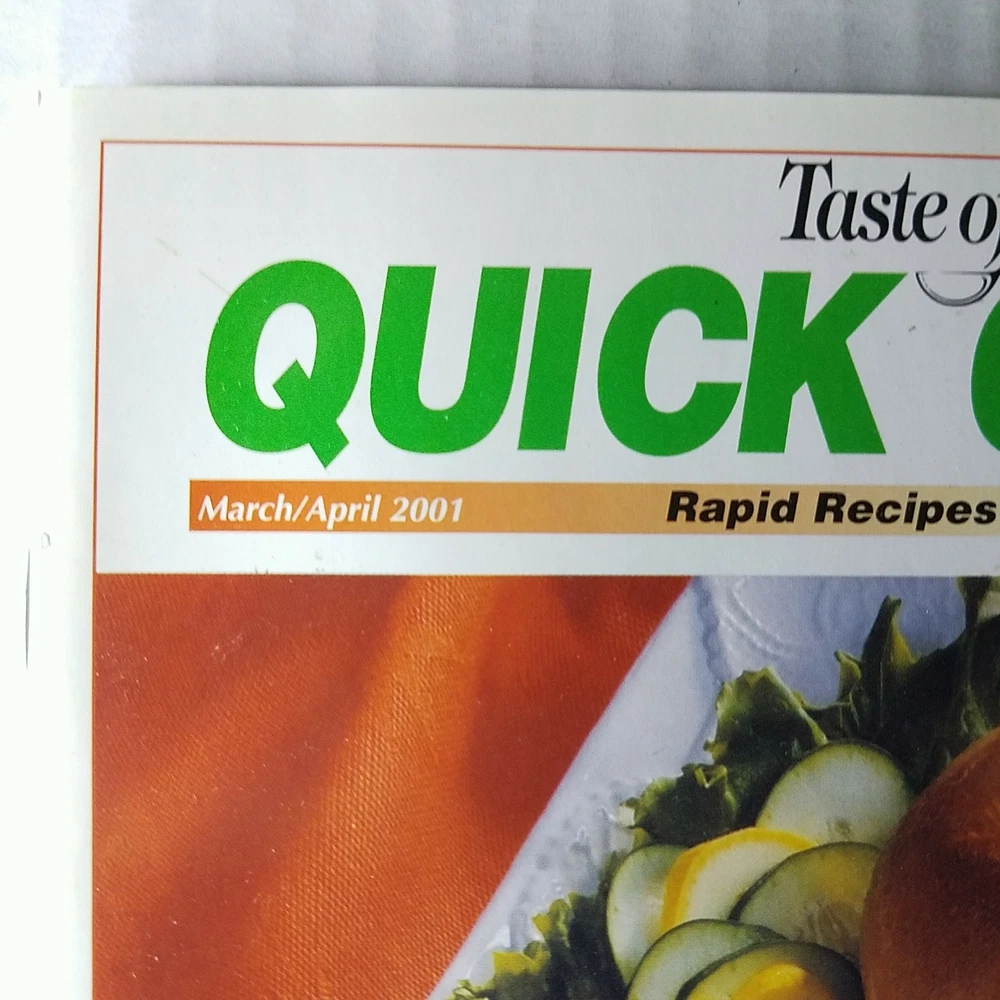 Taste of
QUICK
March/April 2001
Rapid Recipes